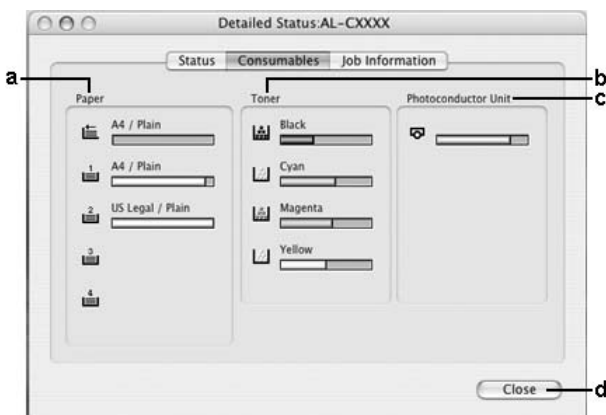 Detailed Status:AL-CXXXX
Status Consumables Job Information
a
b
c
Paper
Toner
Photoconductor Unit
A4 / Plain
1
A4 / Plain
2
US Legal / Plain
3
4
Black
Cyan
Magenta
Yellow
Close
d